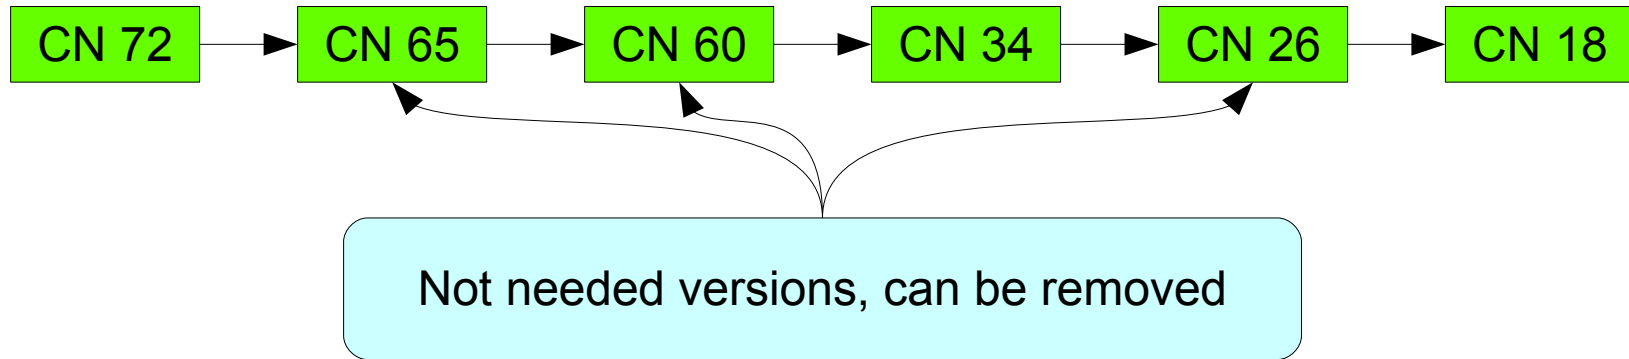 CN 72
CN 65
CN 60
CN 34
CN 26
CN 18
Not needed versions, can be removed